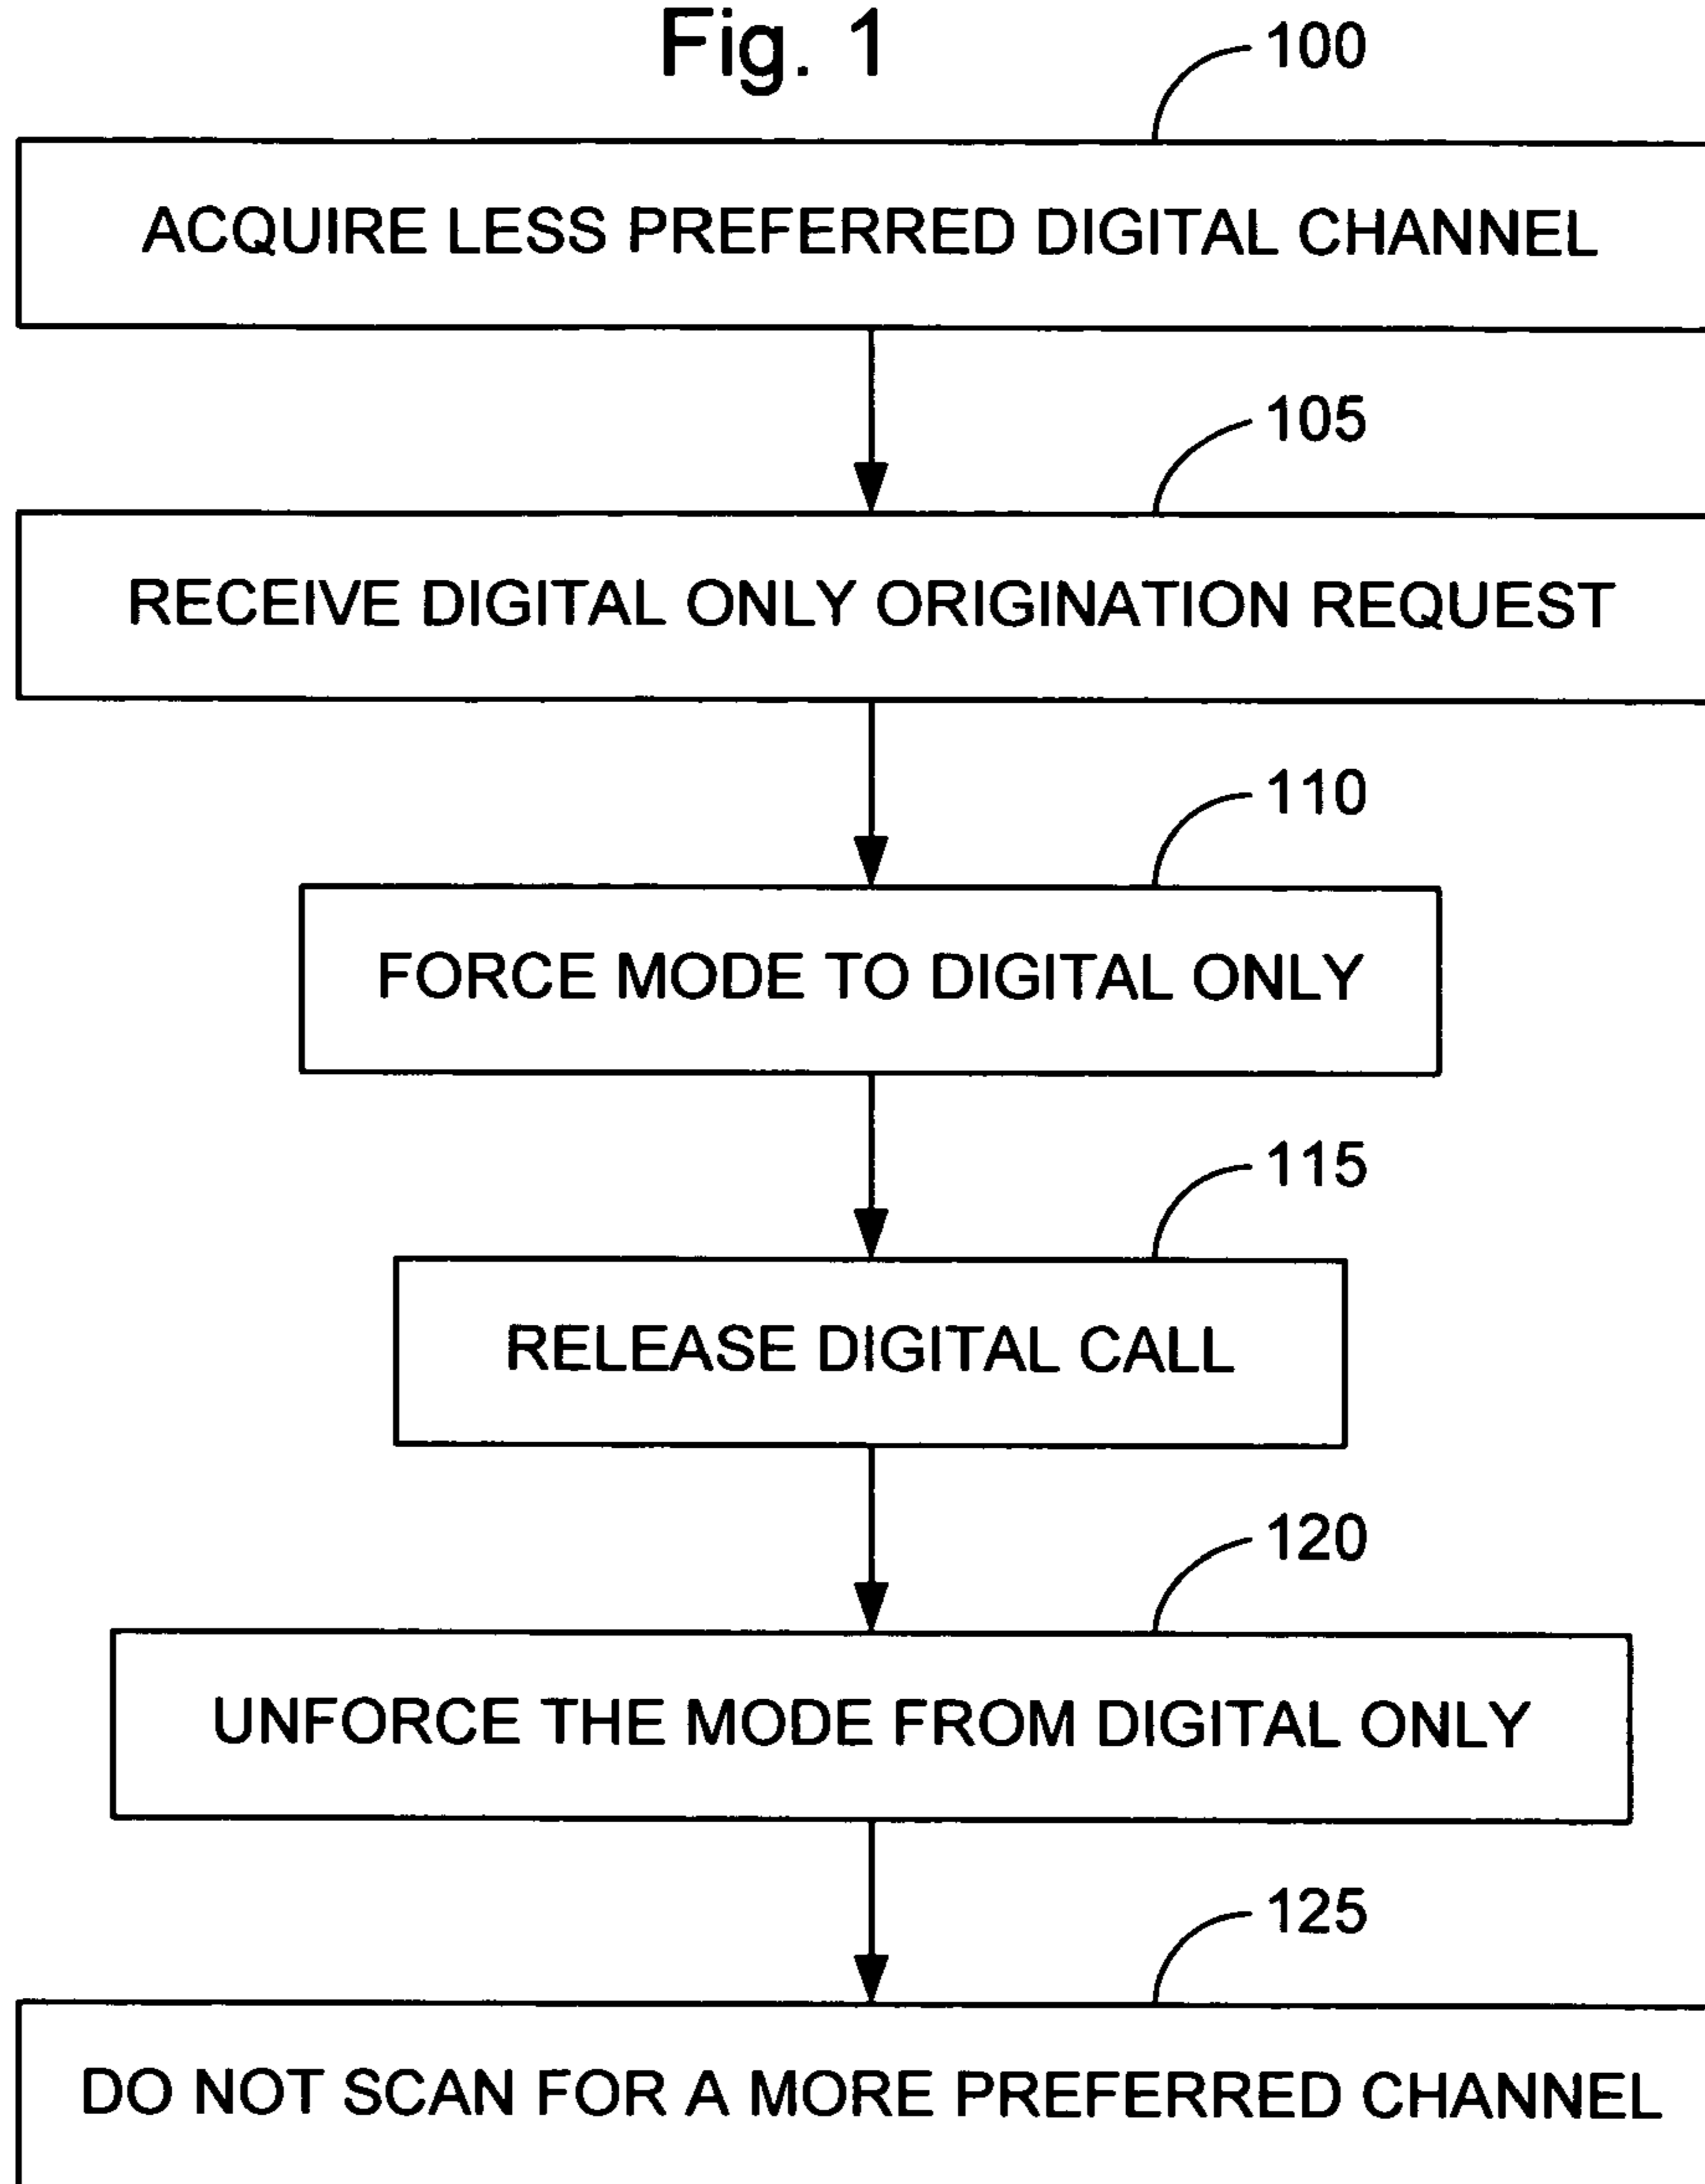 Fig. 1
100
ACQUIRE LESS PREFERRED DIGITAL CHANNEL
105
RECEIVE DIGITAL ONLY ORIGINATION REQUEST
110
FORCE MODE TO DIGITAL ONLY
115
RELEASE DIGITAL CALL
120
UNFORCE THE MODE FROM DIGITAL ONLY
125
DO NOT SCAN FOR A MORE PREFERRED CHANNEL